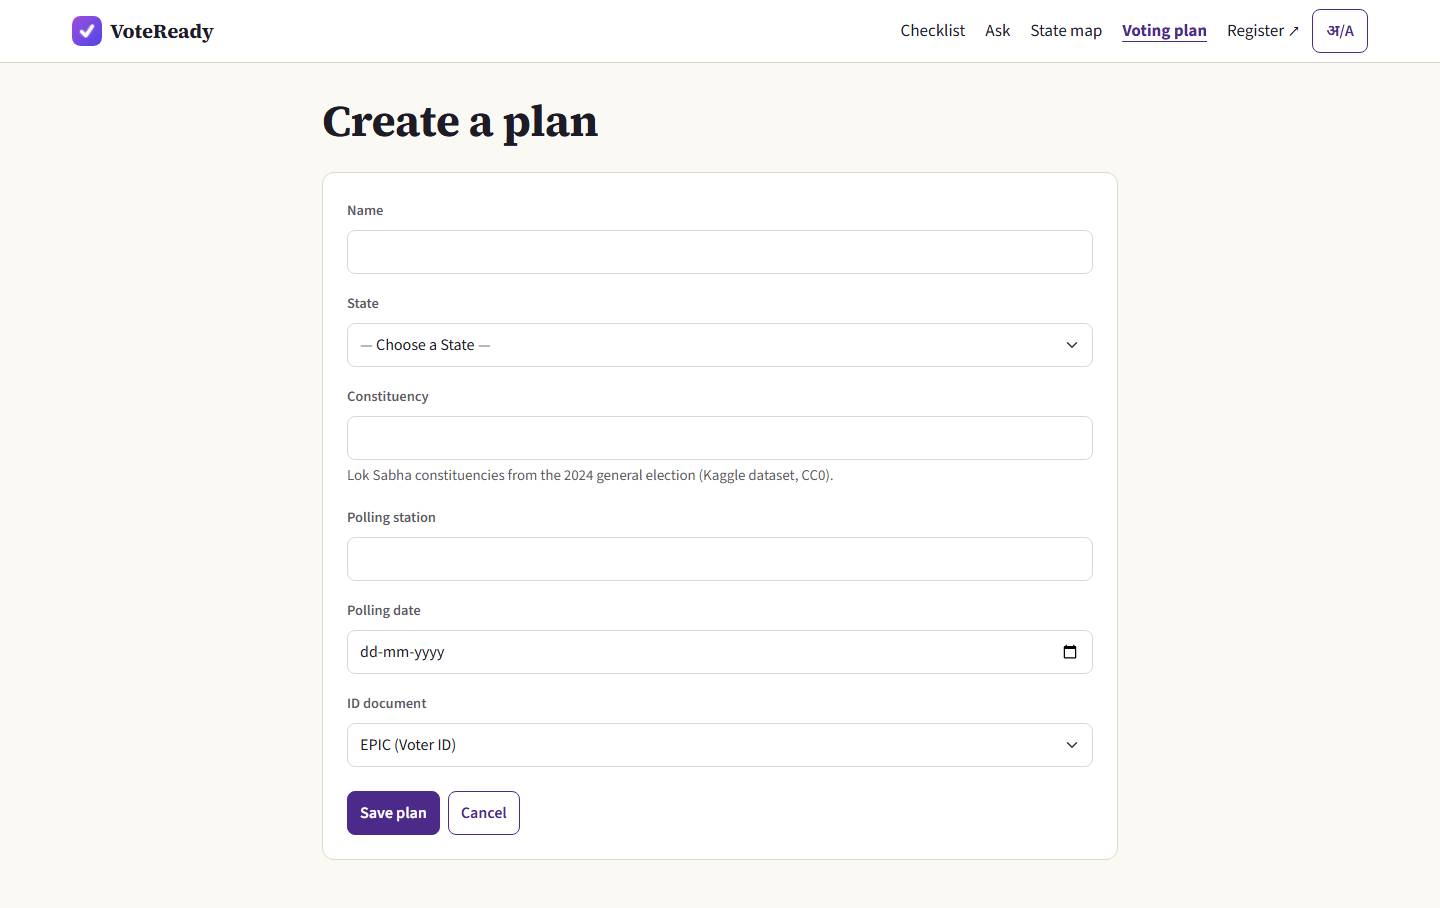 VoteReady
Checklist Ask State map Voting plan Register ↗ अ/A
Create a plan
Name
State
— Choose a State —
Constituency
Lok Sabha constituencies from the 2024 general election (Kaggle dataset, CC0).
Polling station
Polling date
dd-mm-yyyy
ID document
EPIC (Voter ID)
Save plan Cancel